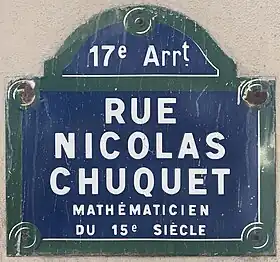 17e Arrt
RUE
NICOLAS
CHUQUET
MATHÉMATICIEN
DU 15e SIÈCLE